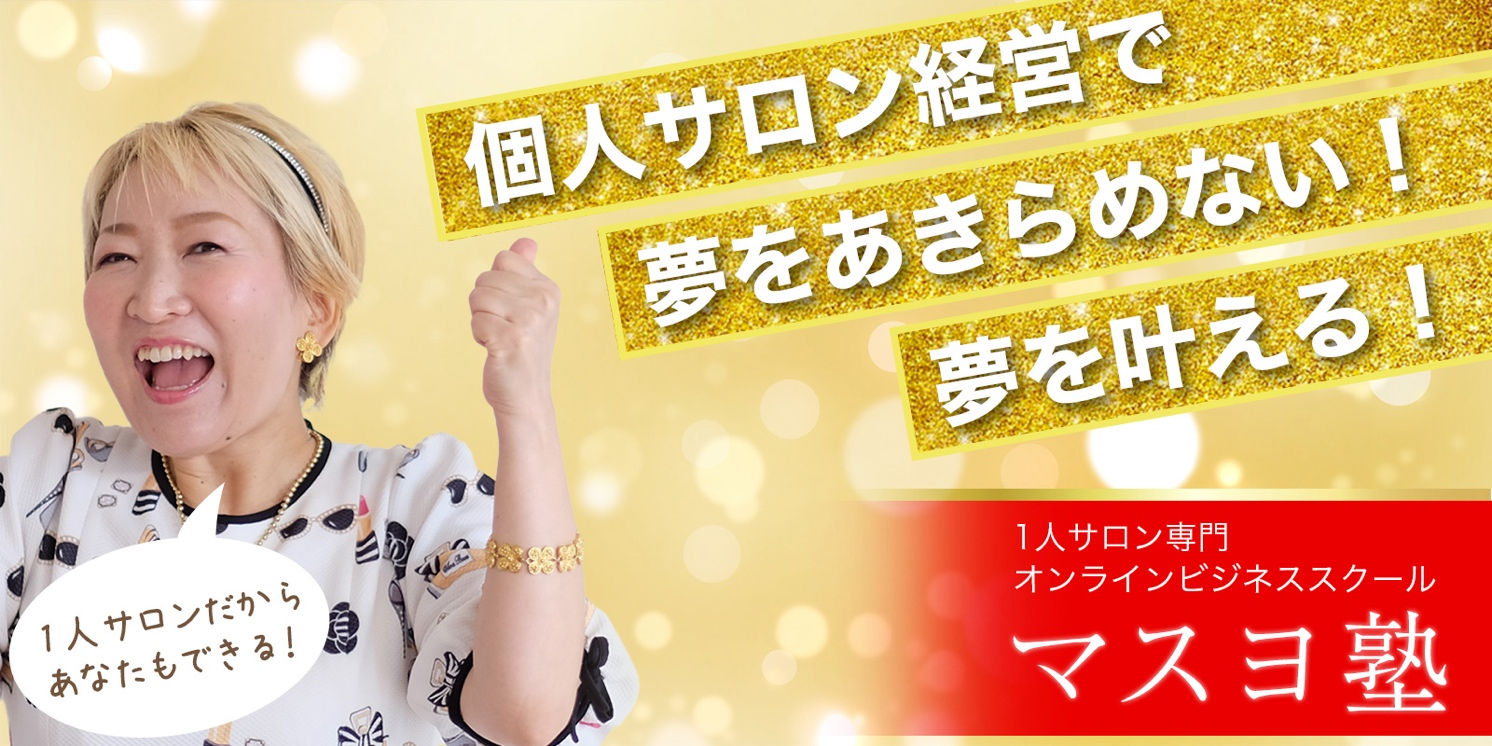 個人サロン経営で
夢をあきらめない！
夢を叶える！
1人サロンだから
あなたもできる！
1人サロン専門
オンラインビジネススクール
マスヨ塾